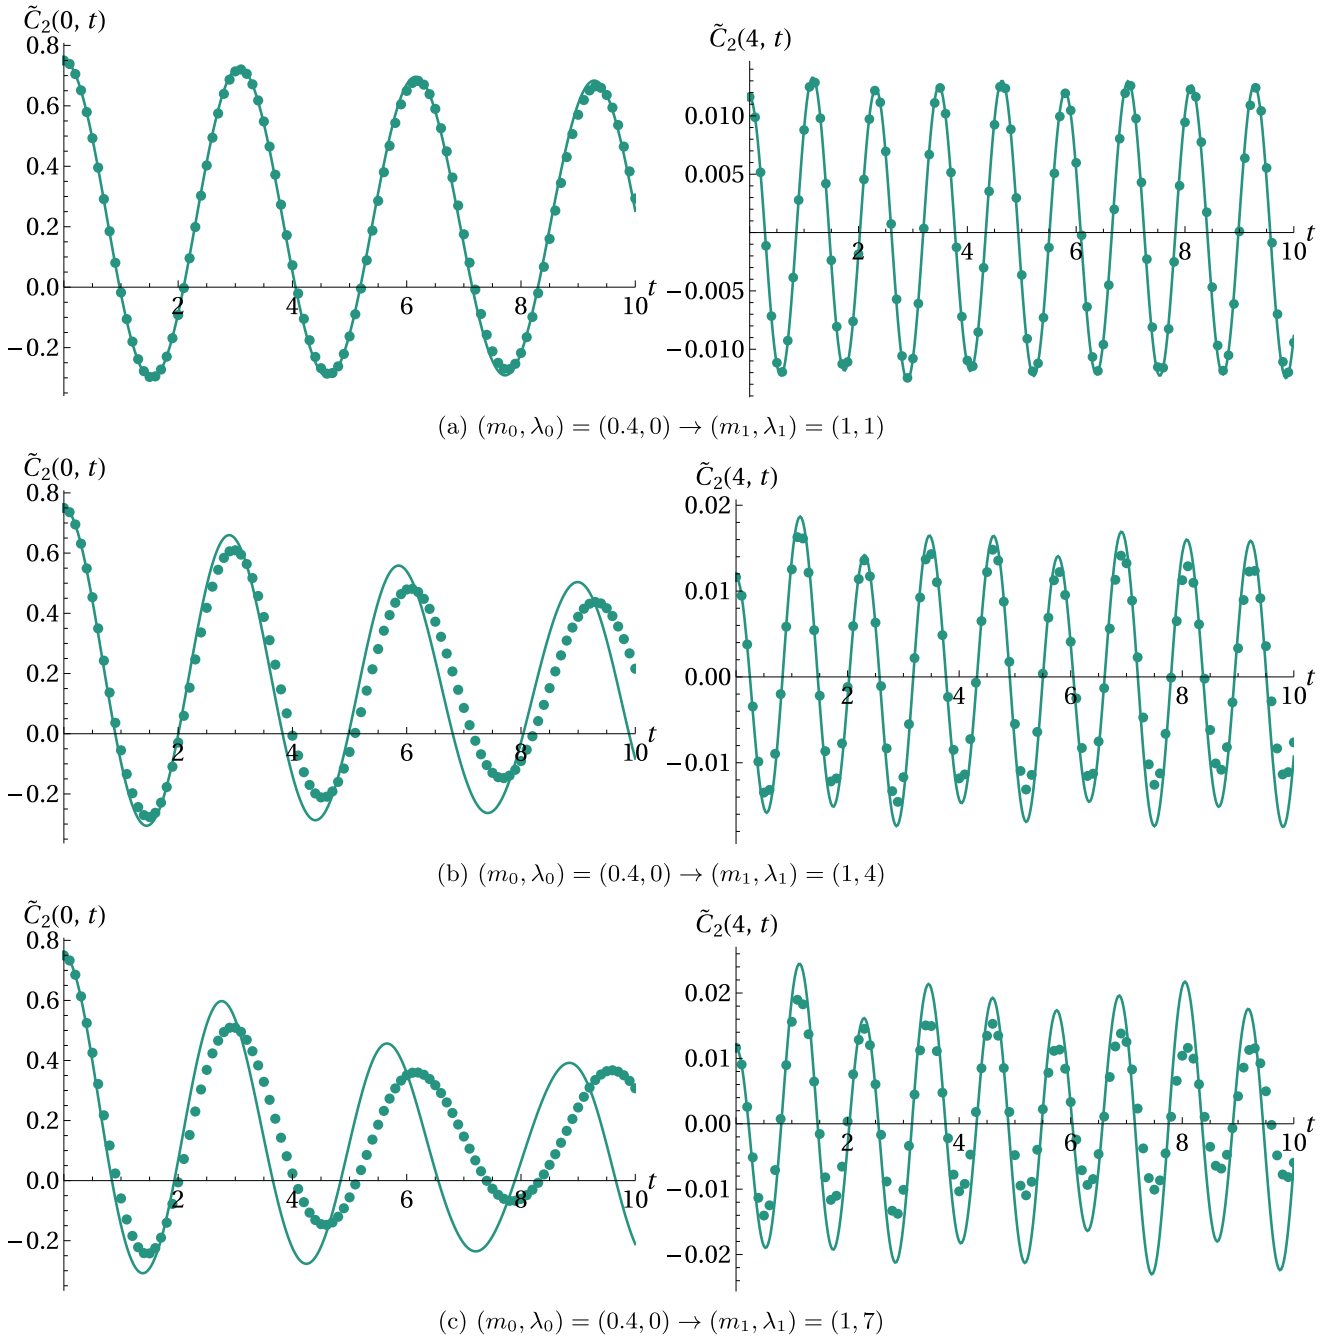 C̃₂(0, t)
0.8
0.6
0.4
0.2
0.0
−0.2
2 4 6 8 10
t
C̃₂(4, t)
0.010
0.005
−0.005
−0.010
2 4 6 8 10
t
(a) (m₀, λ₀) = (0.4, 0) → (m₁, λ₁) = (1, 1)
C̃₂(0, t)
0.8
0.6
0.4
0.2
0.0
−0.2
2 4 6 8 10
t
C̃₂(4, t)
0.02
0.01
0.00
−0.01
2 4 6 8 10
t
(b) (m₀, λ₀) = (0.4, 0) → (m₁, λ₁) = (1, 4)
C̃₂(0, t)
0.8
0.6
0.4
0.2
0.0
−0.2
2 4 6 8 10
t
C̃₂(4, t)
0.02
0.01
0.00
−0.01
−0.02
2 4 6 8 10
t
(c) (m₀, λ₀) = (0.4, 0) → (m₁, λ₁) = (1, 7)